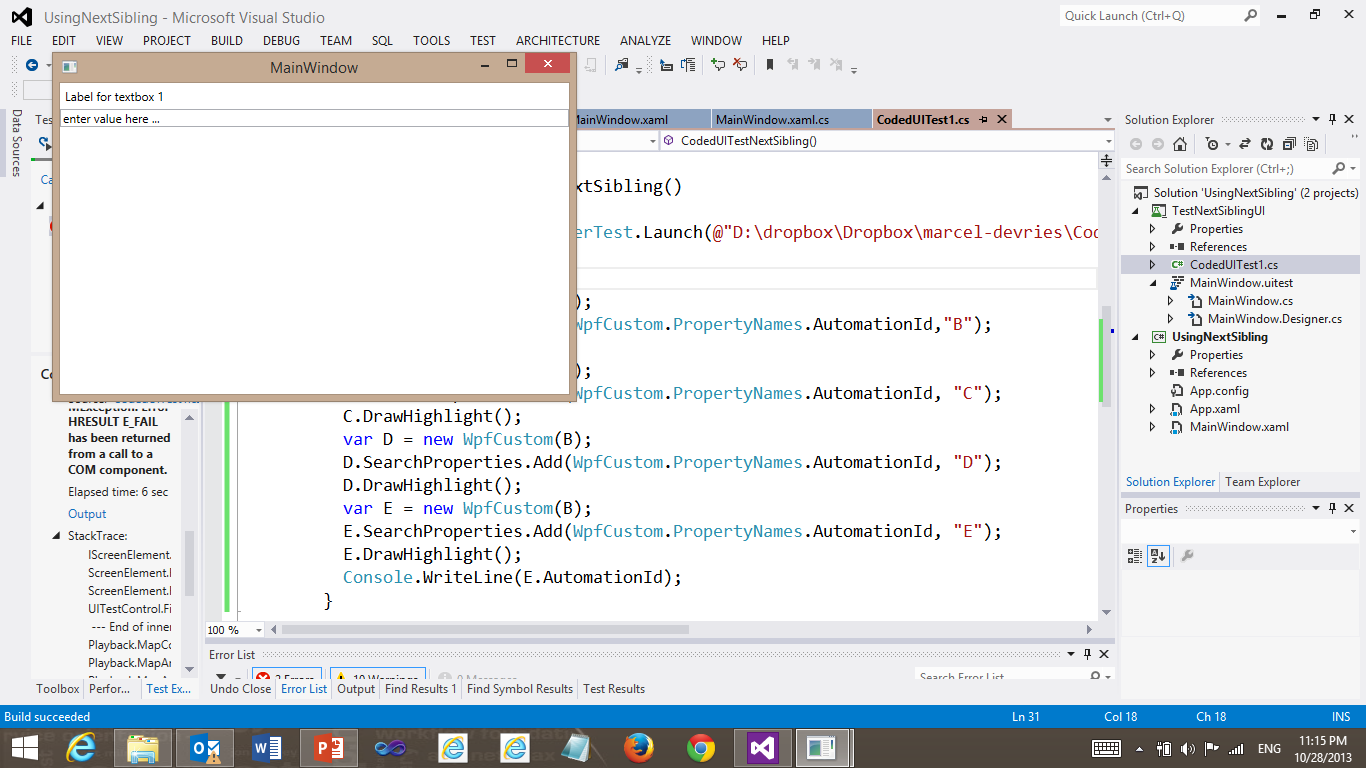 UsingNextSibling - Microsoft Visual Studio
Quick Launch (Ctrl+Q)
FILE EDIT VIEW PROJECT BUILD DEBUG TEAM SQL TOOLS TEST ARCHITECTURE ANALYZE WINDOW HELP
MainWindow
Label for textbox 1
enter value here ...
Data Sources
MainWindow.xaml MainWindow.xaml.cs CodedUITest1.cs
CodedUITestNextSibling()
xtSibling()
erTest.Launch(@"D:\dropbox\Dropbox\marcel-devries\Cod
);
WpfCustom.PropertyNames.AutomationId,"B");
);
WpfCustom.PropertyNames.AutomationId, "C");
C.DrawHighlight();
var D = new WpfCustom(B);
D.SearchProperties.Add(WpfCustom.PropertyNames.AutomationId, "D");
D.DrawHighlight();
var E = new WpfCustom(B);
E.SearchProperties.Add(WpfCustom.PropertyNames.AutomationId, "E");
E.DrawHighlight();
Console.WriteLine(E.AutomationId);
}
100 %
HRESULT E_FAIL
has been returned
from a call to a
COM component.
Elapsed time: 6 sec
Output
StackTrace:
IScreenElement.
ScreenElement.I
ScreenElement.I
UITestControl.Fi
--- End of inner
Playback.MapCo
Playback.MapAr
Toolbox Perfor... Test Ex...
Error List
2 Errors 10 Warnings 0 Messages
Search Error List
Undo Close Error List Output Find Results 1 Find Symbol Results Test Results
Solution Explorer
Search Solution Explorer (Ctrl+;)
Solution 'UsingNextSibling' (2 projects)
TestNextSiblingUI
Properties
References
CodedUITest1.cs
MainWindow.uitest
MainWindow.cs
MainWindow.Designer.cs
UsingNextSibling
Properties
References
App.config
App.xaml
MainWindow.xaml
Solution Explorer Team Explorer
Properties
Build succeeded
Ln 31 Col 18 Ch 18 INS
ENG
11:15 PM
10/28/2013